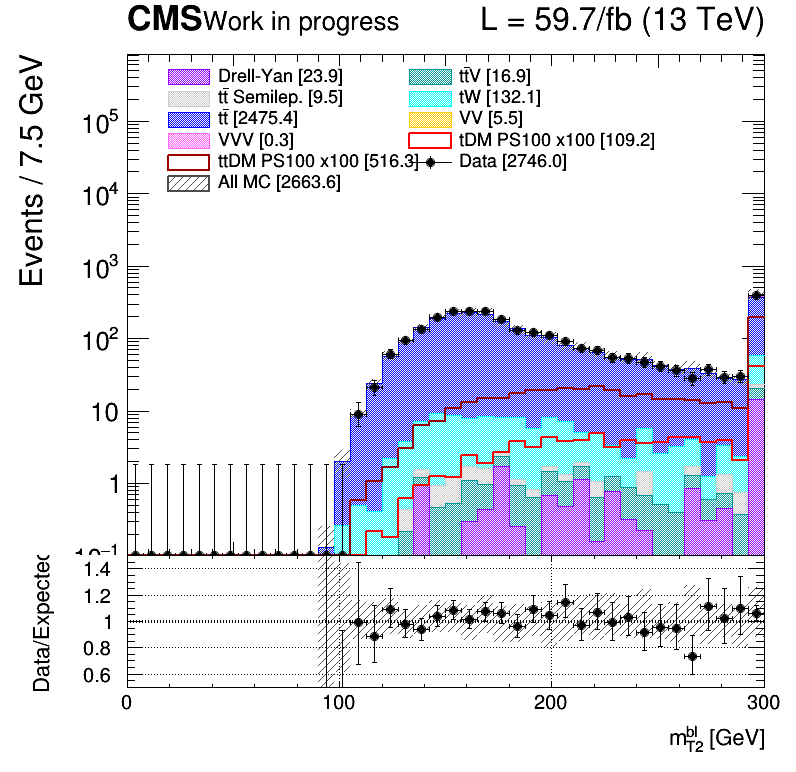 CMS Work in progress L = 59.7/fb (13 TeV)
Events / 7.5 GeV
Drell-Yan [23.9] tt̄V [16.9]
tt̄ Semilep. [9.5] tW [132.1]
tt̄ [2475.4] VV [5.5]
VVV [0.3] tDM PS100 x100 [109.2]
ttDM PS100 x100 [516.3] Data [2746.0]
All MC [2663.6]
10⁵
10⁴
10³
10²
10
1
10⁻¹
Data/Expected
1.4
1.2
1
0.8
0.6
0 100 200 300
m_T2^bl [GeV]